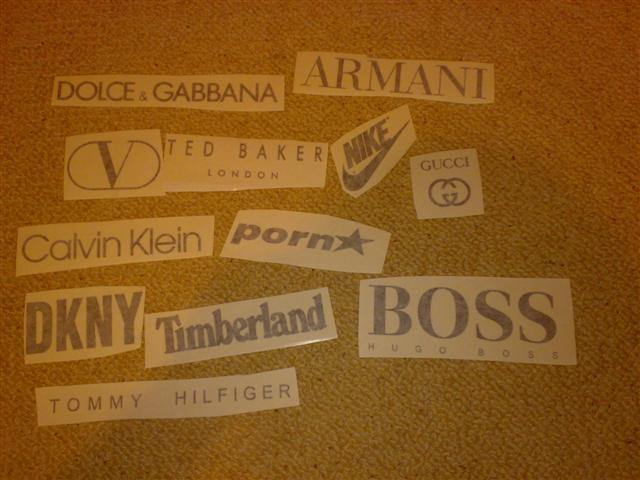 DOLCE & GABBANA
ARMANI
V
TED BAKER
LONDON
NIKE
GUCCI
Calvin Klein
porn★
DKNY
Timberland
BOSS
HUGO BOSS
TOMMY HILFIGER